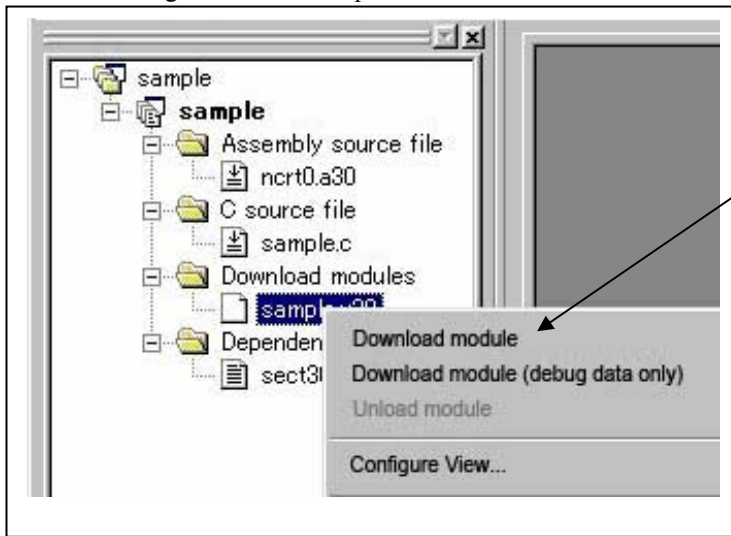 sample
sample
Assembly source file
ncrt0.a30
C source file
sample.c
Download modules
Download module
Download module (debug data only)
Unload module
Configure View...